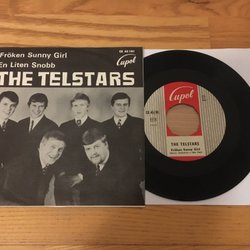 Fröken Sunny Girl
En Liten Snobb
Cupol
THE TELSTARS
Cupol
THE TELSTARS
Fröken Sunny Girl